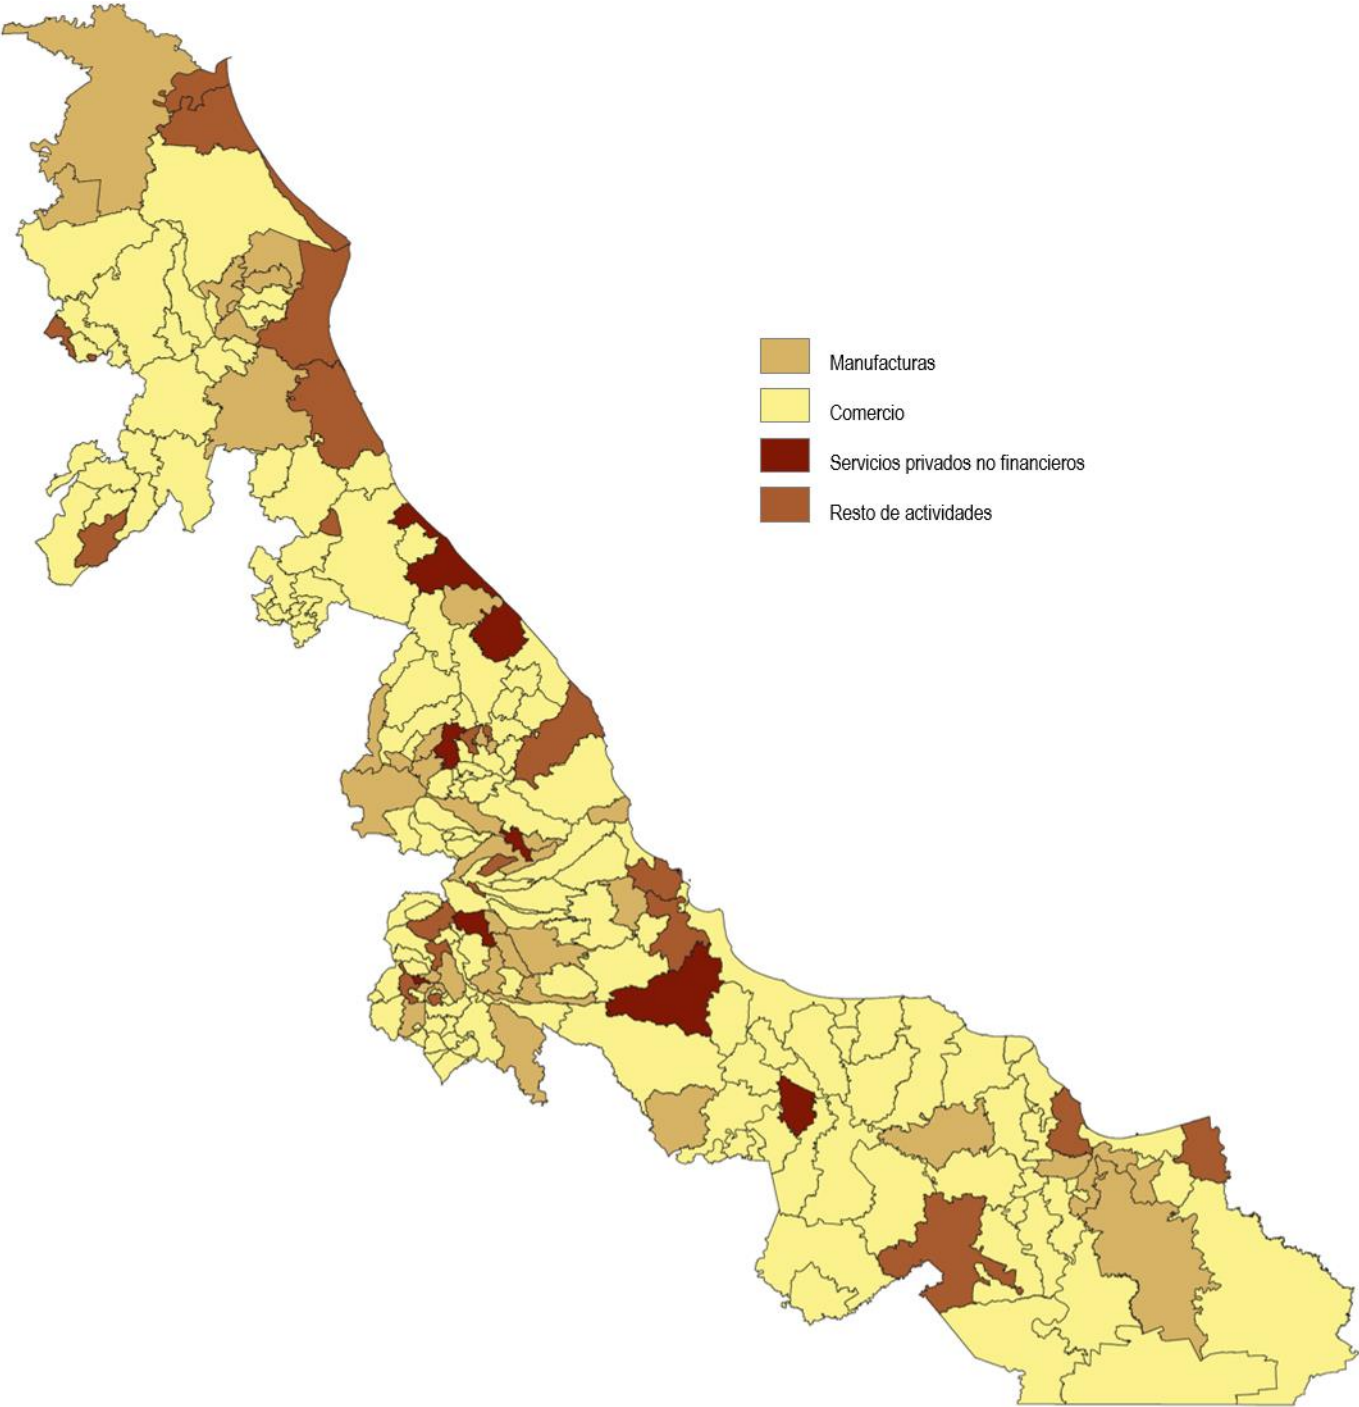 Manufacturas
Comercio
Servicios privados no financieros
Resto de actividades